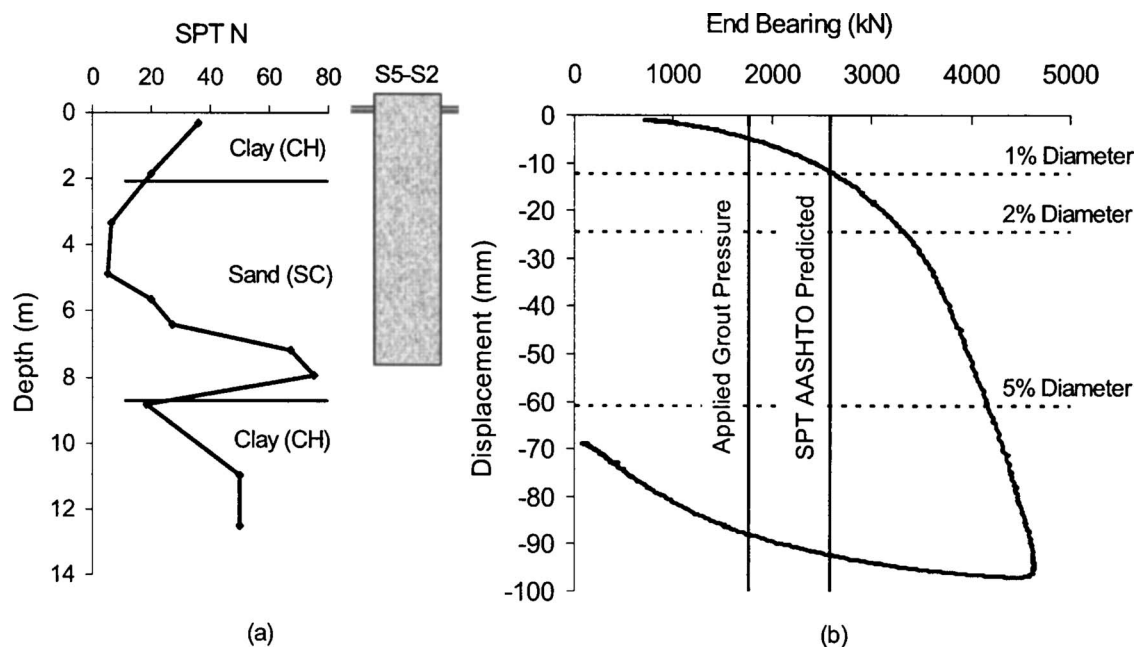 SPT N
0 20 40 60 80
Depth (m)
0
2
4
6
8
10
12
14
Clay (CH)
Sand (SC)
Clay (CH)
S5-S2
(a)
End Bearing (kN)
0 1000 2000 3000 4000 5000
Displacement (mm)
0
-10
-20
-30
-40
-50
-60
-70
-80
-90
-100
Applied Grout Pressure
SPT AASHTO Predicted
1% Diameter
2% Diameter
5% Diameter
(b)